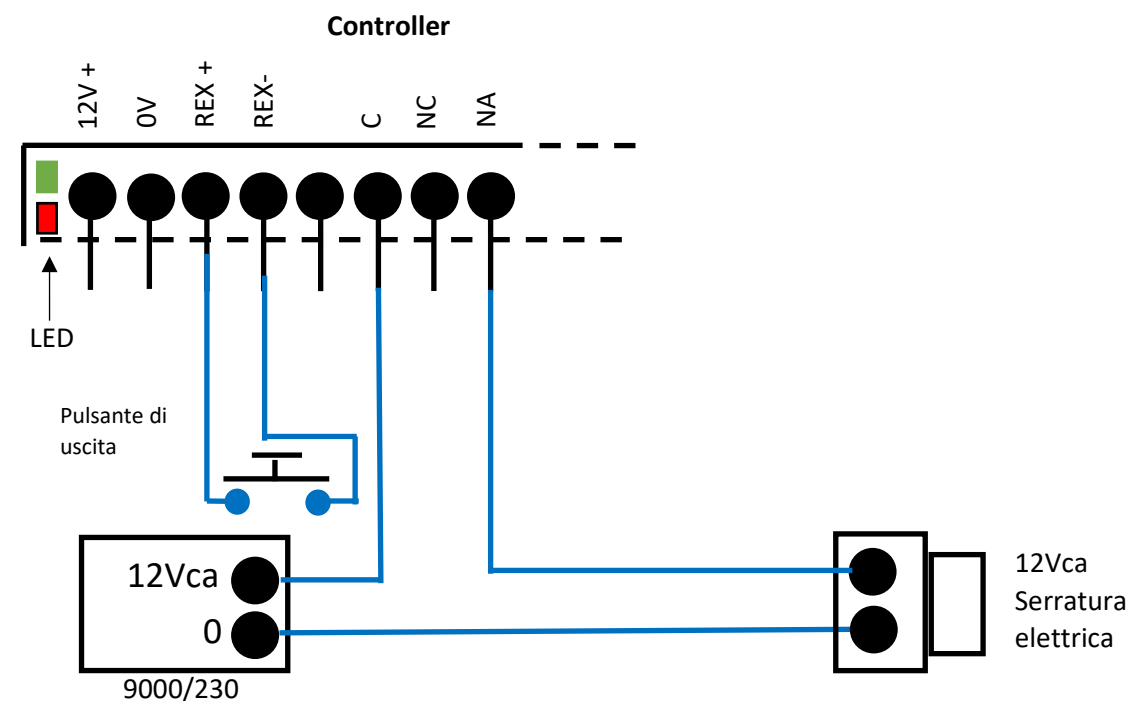 Controller
12V +
0V
REX +
REX-
C
NC
NA
LED
Pulsante di
uscita
12Vca
0
9000/230
12Vca
Serratura
elettrica